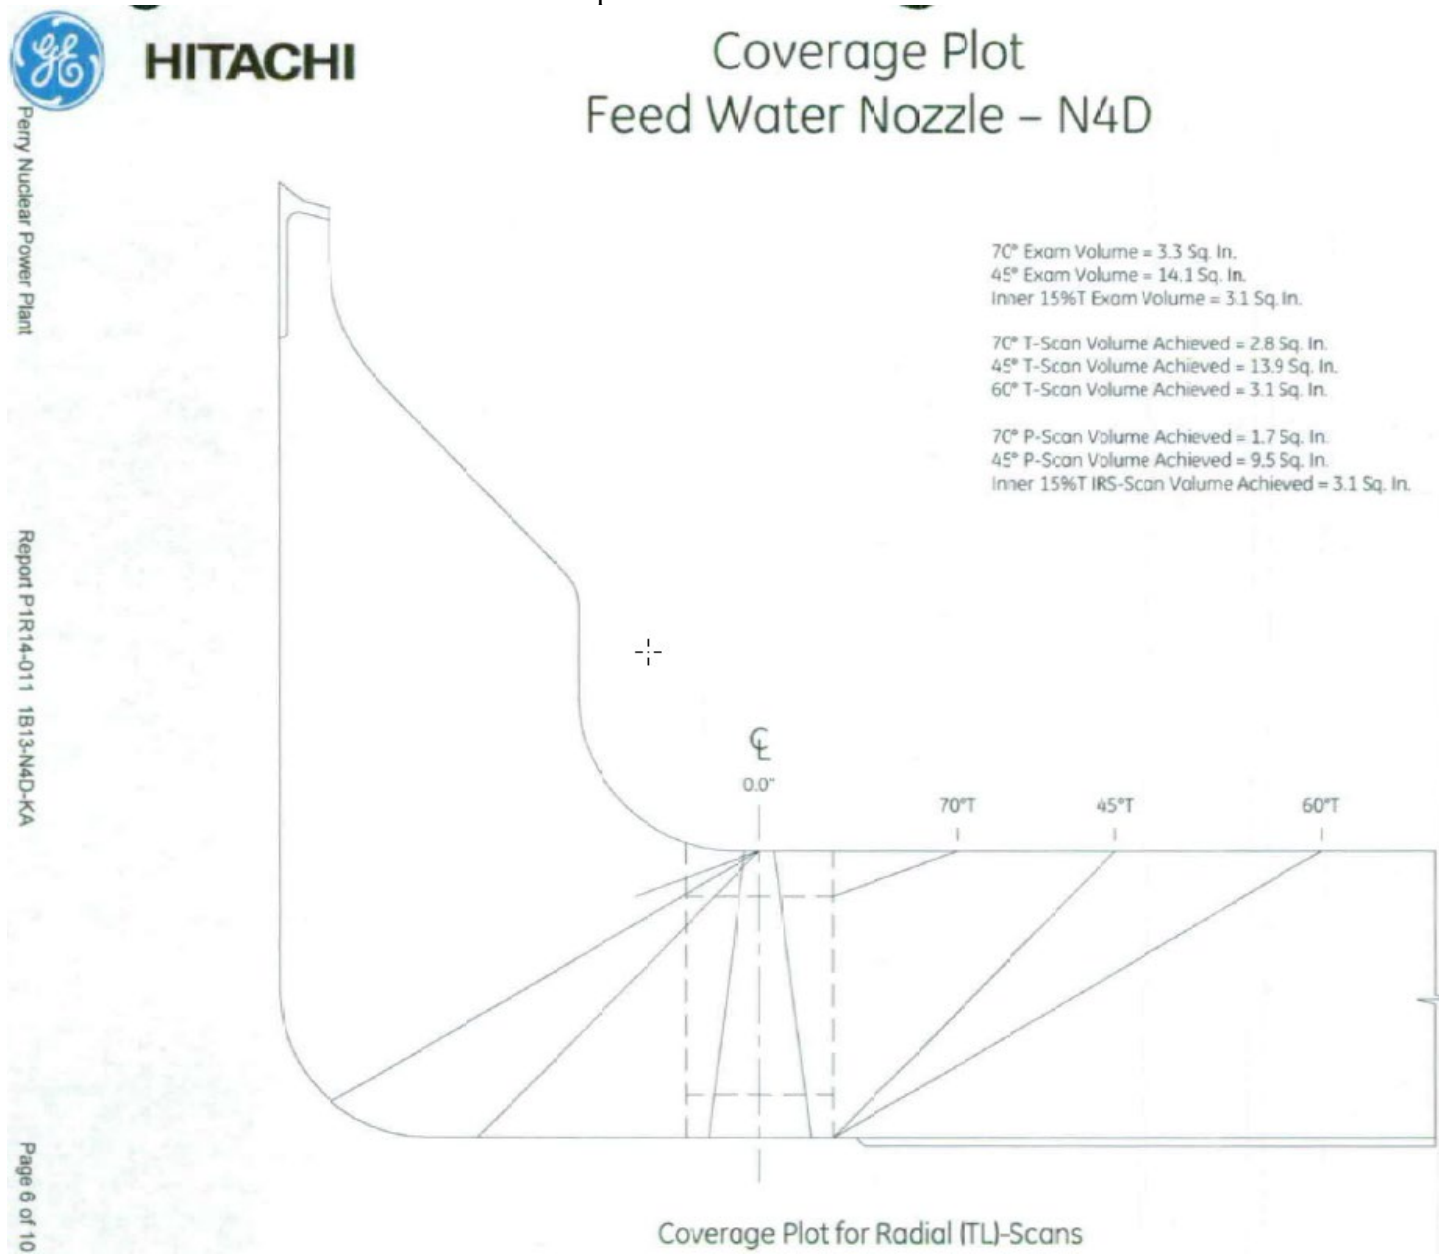 GE HITACHI
Coverage Plot
Feed Water Nozzle – N4D
Perry Nuclear Power Plant
Report P1R14-011 1B13-N4D-KA
Page 6 of 10
70° Exam Volume = 3.3 Sq. In.
45° Exam Volume = 14.1 Sq. In.
Inner 15%T Exam Volume = 3.1 Sq. In.
70° T-Scan Volume Achieved = 2.8 Sq. In.
45° T-Scan Volume Achieved = 13.9 Sq. In.
60° T-Scan Volume Achieved = 3.1 Sq. In.
70° P-Scan Volume Achieved = 1.7 Sq. In.
45° P-Scan Volume Achieved = 9.5 Sq. In.
Inner 15%T IRS-Scan Volume Achieved = 3.1 Sq. In.
℄
0.0"
70°T 45°T 60°T
Coverage Plot for Radial (TL)-Scans